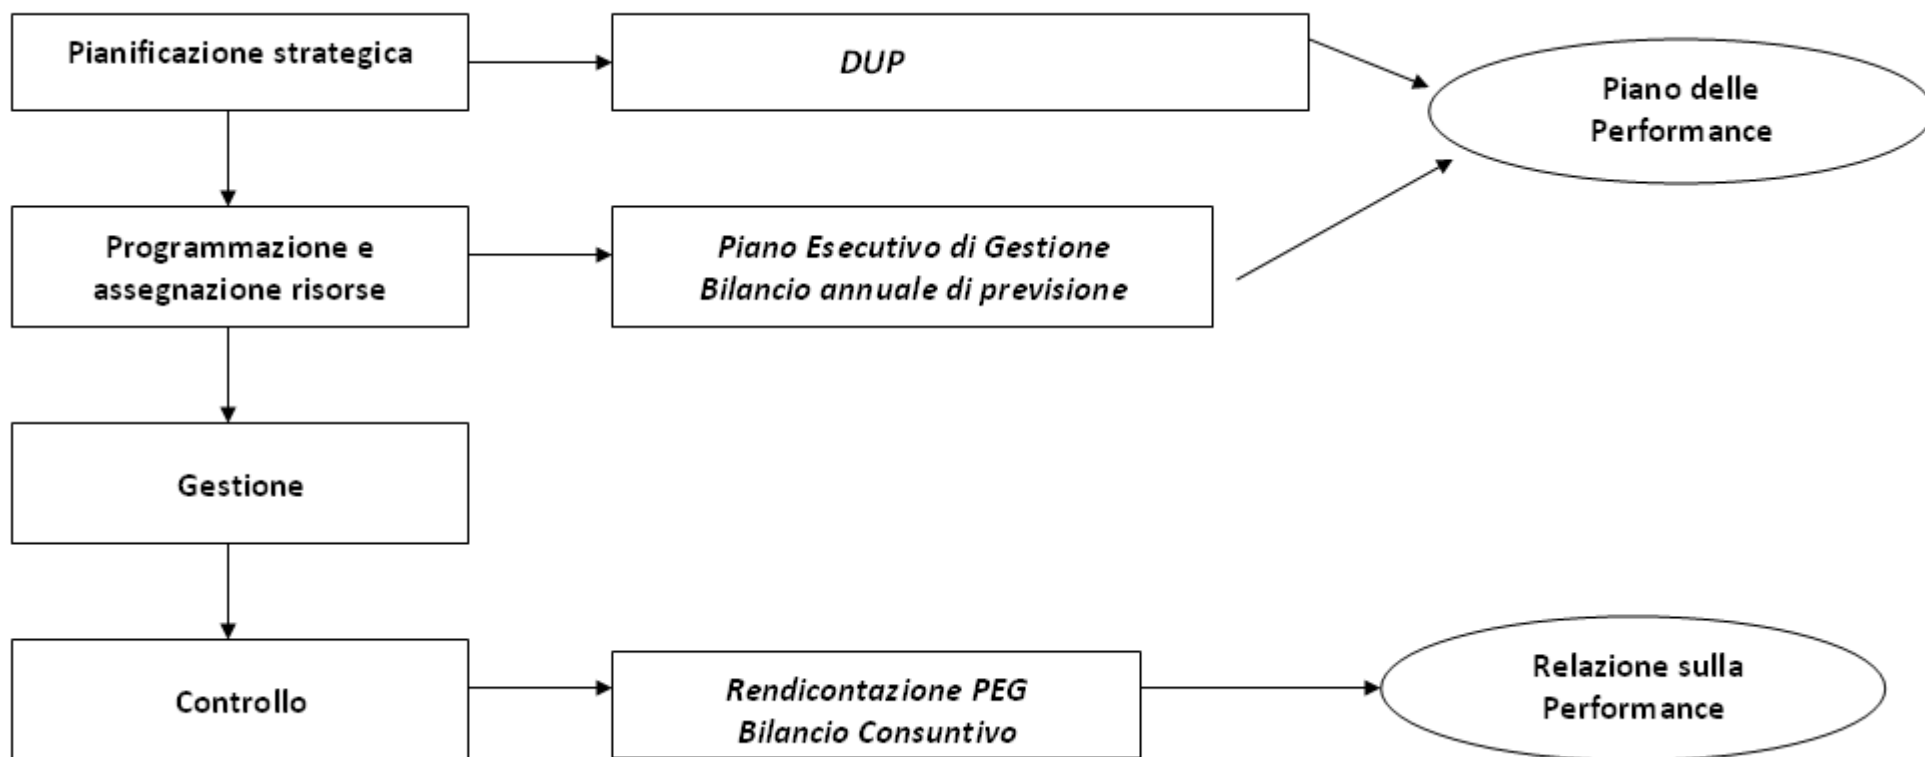 Pianificazione strategica
DUP
Piano delle
Performance
Programmazione e
assegnazione risorse
Piano Esecutivo di Gestione
Bilancio annuale di previsione
Gestione
Controllo
Rendicontazione PEG
Bilancio Consuntivo
Relazione sulla
Performance